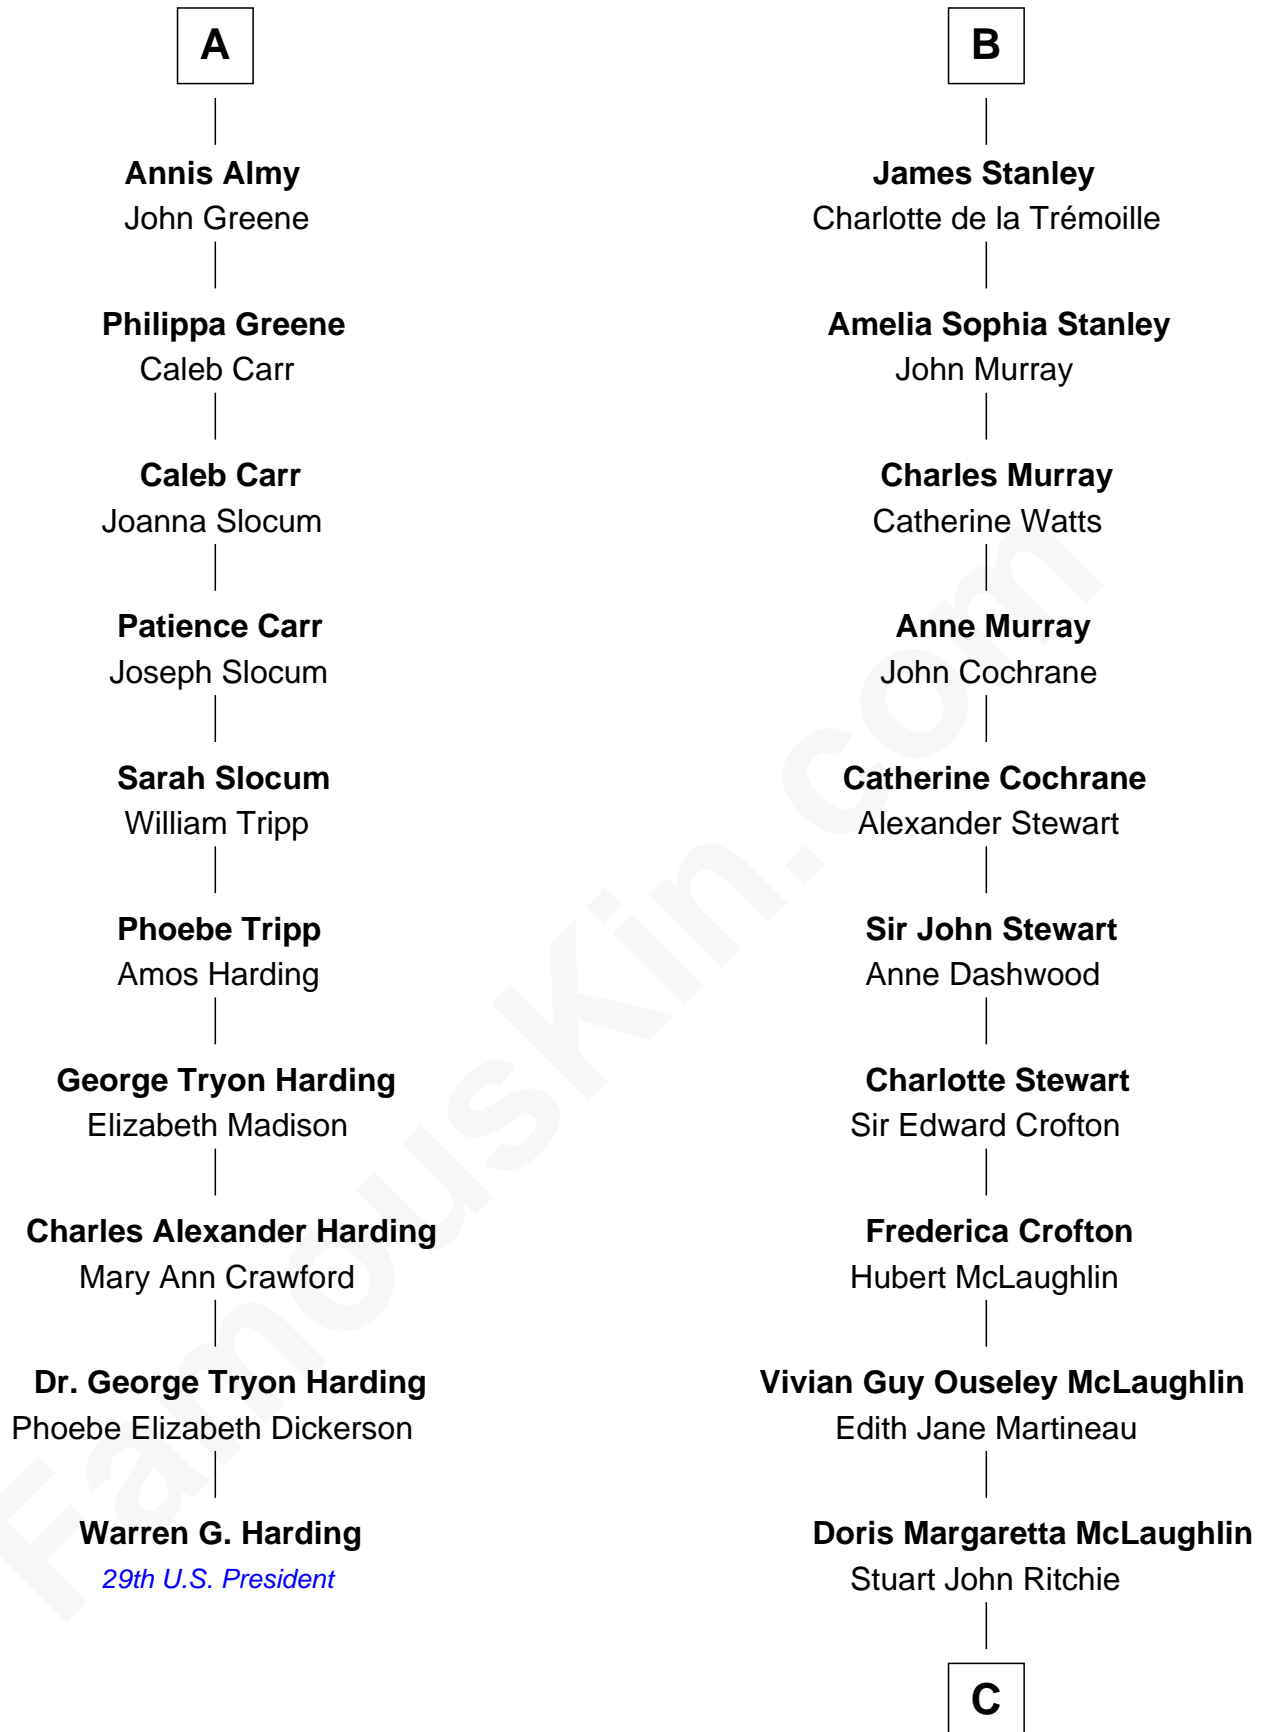 A
Annis Almy
John Greene
Philippa Greene
Caleb Carr
Caleb Carr
Joanna Slocum
Patience Carr
Joseph Slocum
Sarah Slocum
William Tripp
Phoebe Tripp
Amos Harding
George Tryon Harding
Elizabeth Madison
Charles Alexander Harding
Mary Ann Crawford
Dr. George Tryon Harding
Phoebe Elizabeth Dickerson
Warren G. Harding
29th U.S. President
B
James Stanley
Charlotte de la Trémoille
Amelia Sophia Stanley
John Murray
Charles Murray
Catherine Watts
Anne Murray
John Cochrane
Catherine Cochrane
Alexander Stewart
Sir John Stewart
Anne Dashwood
Charlotte Stewart
Sir Edward Crofton
Frederica Crofton
Hubert McLaughlin
Vivian Guy Ouseley McLaughlin
Edith Jane Martineau
Doris Margaretta McLaughlin
Stuart John Ritchie
C
FamousKin.com